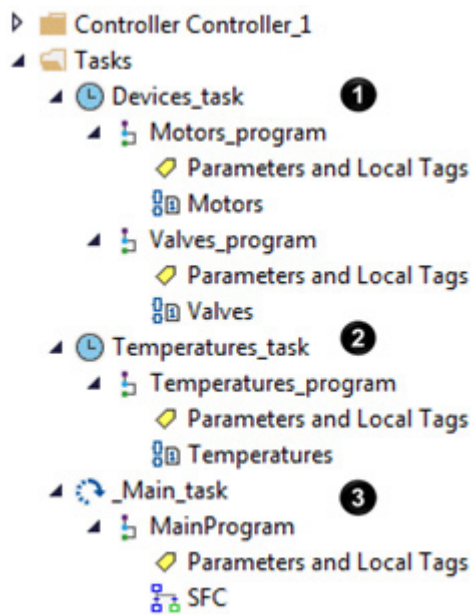 Controller Controller_1
Tasks
Devices_task 1
Motors_program
Parameters and Local Tags
Motors
Valves_program
Parameters and Local Tags
Valves
Temperatures_task 2
Temperatures_program
Parameters and Local Tags
Temperatures
_Main_task 3
MainProgram
Parameters and Local Tags
SFC